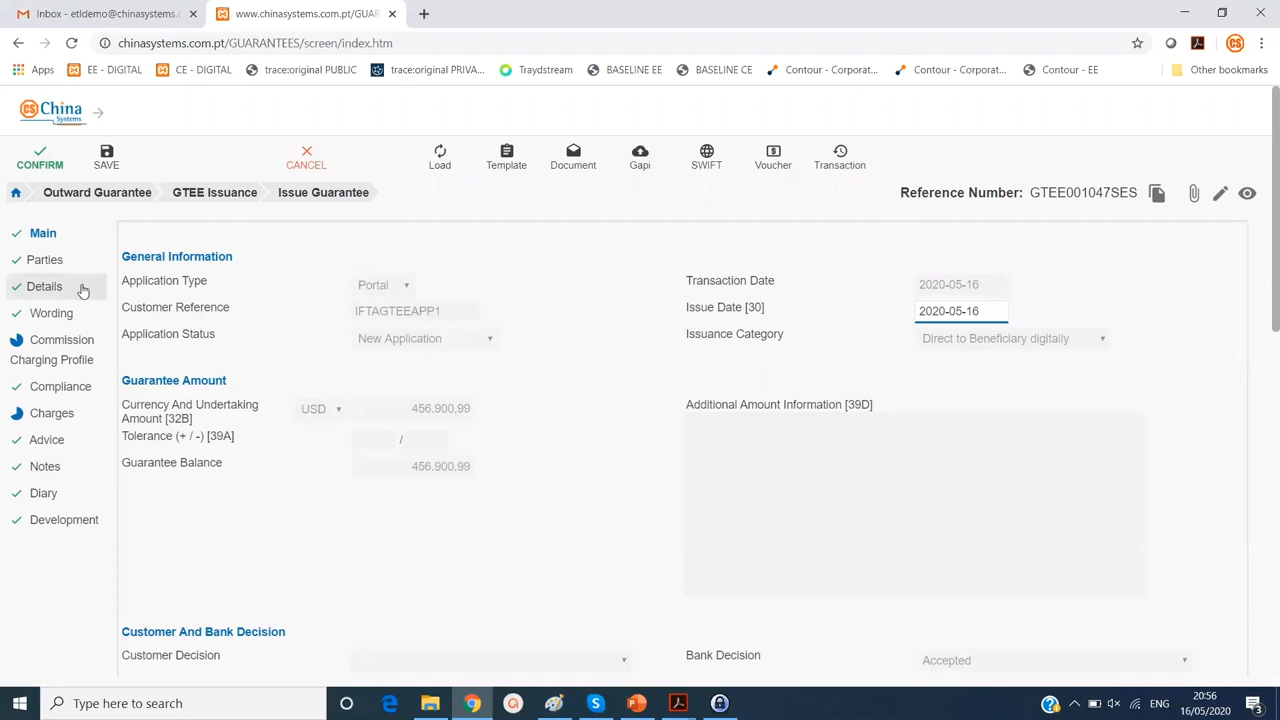 Inbox - etldemo@chinasystems.c
www.chinasystems.com.pt/GUAR
chinasystems.com.pt/GUARANTEES/screen/index.htm
Apps
EE - DIGITAL
CE - DIGITAL
trace:original PUBLIC
trace:original PRIVA...
Traydstream
BASELINE EE
BASELINE CE
Contour - Corporat...
Contour - Corporat...
Contour - EE
Other bookmarks
CS China
Systems
CONFIRM
SAVE
CANCEL
Load
Template
Document
Gapi
SWIFT
Voucher
Transaction
Outward Guarantee
GTEE Issuance
Issue Guarantee
Reference Number: GTEE001047SES
Main
Parties
Details
Wording
Commission
Charging Profile
Compliance
Charges
Advice
Notes
Diary
Development
General Information
Application Type
Portal
Transaction Date
2020-05-16
Customer Reference
IFTAGTEEAPP1
Issue Date [30]
2020-05-16
Application Status
New Application
Issuance Category
Direct to Beneficiary digitally
Guarantee Amount
Currency And Undertaking
Amount [32B]
USD
456.900,99
Additional Amount Information [39D]
Tolerance (+ / -) [39A]
/
Guarantee Balance
456.900,99
Customer And Bank Decision
Customer Decision
Bank Decision
Accepted
Type here to search
ENG
20:56
16/05/2020
3